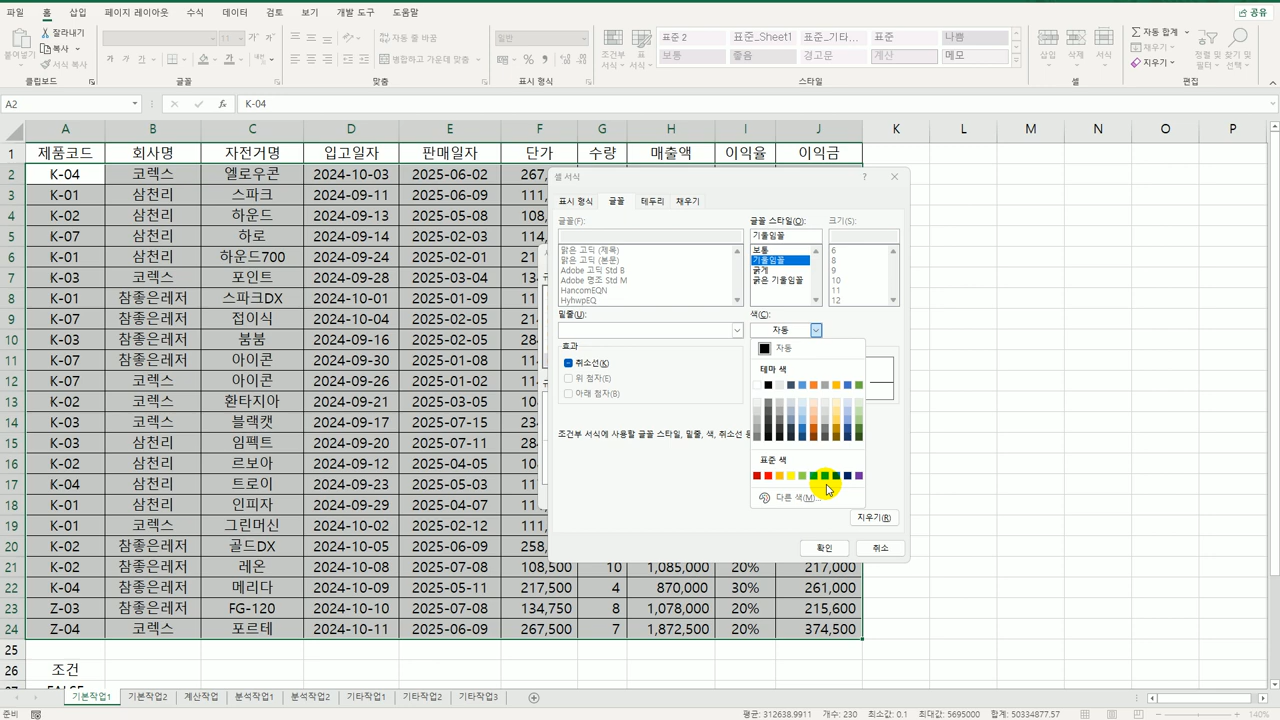 파일 홈 삽입 페이지 레이아웃 수식 데이터 검토 보기 개발 도구 도움말 공유
잘라내기
복사
서식 복사
붙여넣기
클립보드
11
가 가 가
글꼴
자동 줄 바꿈
병합하고 가운데 맞춤
맞춤
일반
표시 형식
조건부 서식
표 서식
표준 2 표준_Sheet1 표준_기타... 표준 나쁨
보통 좋음 경고문 계산 메모
스타일
삽입 삭제 서식
셀
자동 합계
채우기
지우기
정렬 및 필터
찾기 및 선택
편집
A2 fx K-04
A B C D E F G H I J K L M N O P
1 제품코드 회사명 자전거명 입고일자 판매일자 단가 수량 매출액 이익율 이익금
2 K-04 코렉스 엘로우콘 2024-10-03 2025-06-02 267,
3 K-01 삼천리 스파크 2024-09-11 2025-06-09 111,
4 K-02 삼천리 하운드 2024-09-13 2025-05-08 108,
5 K-07 삼천리 하로 2024-09-14 2025-02-03 114,
6 K-01 삼천리 하운드700 2024-09-24 2025-02-01
7 K-03 코렉스 포인트 2024-09-28 2025-03-04
8 K-01 참좋은레저 스파크DX 2024-10-01 2025-01-09
9 K-07 참좋은레저 접이식 2024-10-04 2025-02-05
10 K-03 참좋은레저 붐붐 2024-09-16 2025-02-05
11 K-07 참좋은레저 아이콘 2024-09-30 2025-01-08
12 K-07 코렉스 아이콘 2024-09-26 2025-01-02
13 K-02 코렉스 환타지아 2024-09-21 2025-03-05
14 K-03 코렉스 블랙캣 2024-09-17 2025-07-15
15 K-03 삼천리 임펙트 2024-09-20 2025-07-11
16 K-02 삼천리 르보아 2024-09-12 2025-04-05
17 K-04 삼천리 트로이 2024-09-23 2025-05-01
18 K-01 삼천리 인피자 2024-09-29 2025-04-07
19 K-01 코렉스 그린머신 2024-10-02 2025-02-12 111,
20 K-02 참좋은레저 골드DX 2024-10-05 2025-06-09 258,
21 K-02 참좋은레저 레온 2024-10-08 2025-07-08 108,500 10 1,085,000 20% 217,000
22 K-04 참좋은레저 메리다 2024-10-09 2025-05-11 217,500 4 870,000 30% 261,000
23 Z-03 참좋은레저 FG-120 2024-10-10 2025-07-08 134,750 8 1,078,000 20% 215,600
24 Z-04 코렉스 포르테 2024-10-11 2025-06-09 267,500 7 1,872,500 20% 374,500
25
26 조건
셀 서식 ?
표시 형식 글꼴 테두리 채우기
글꼴(F): 글꼴 스타일(O): 크기(S):
기울임꼴
맑은 고딕 (제목) 보통 6
맑은 고딕 (본문) 기울임꼴 8
Adobe 고딕 Std B 굵게 9
Adobe 명조 Std M 굵은 기울임꼴 10
HancomEQN 11
HyhwpEQ 12
밑줄(U): 색(C):
자동
효과
취소선(K)
위 첨자(E)
아래 첨자(B)
자동
테마 색
표준 색
다른 색(M)...
조건부 서식에 사용할 글꼴 스타일, 밑줄, 색, 취소선 등
지우기(R)
확인 취소
기본작업1 기본작업2 계산작업 분석작업1 분석작업2 기타작업1 기타작업2 기타작업3
준비 평균: 312638.9911 개수: 230 최소값: 0.1 최대값: 5695000 합계: 50334877.57 140%